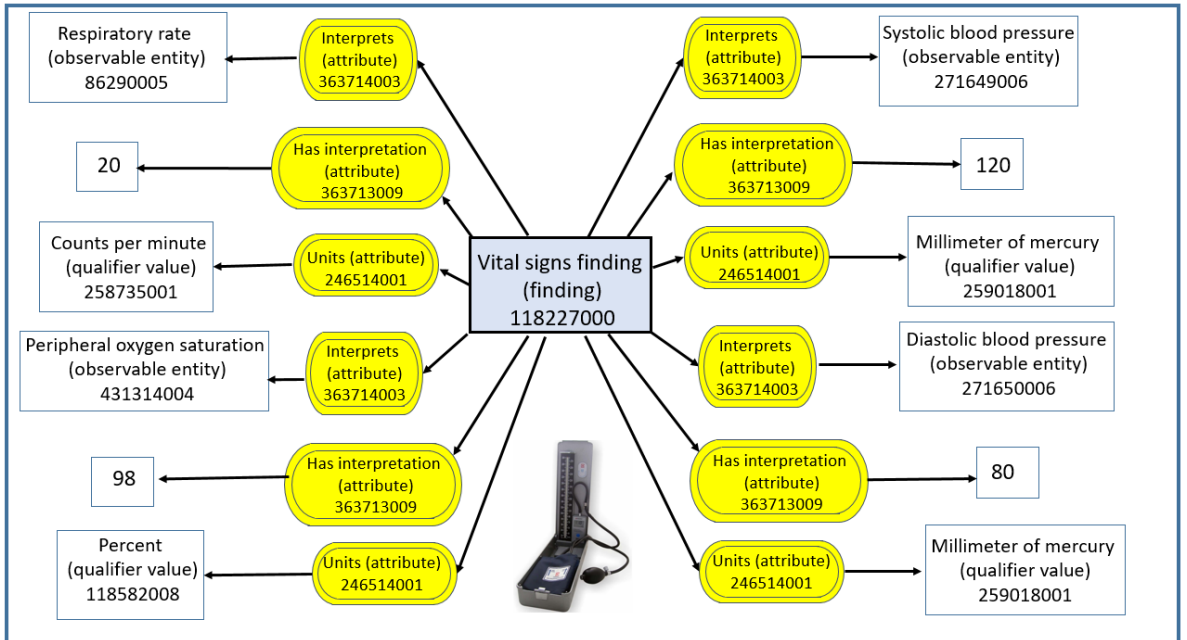 Respiratory rate
(observable entity)
86290005
Interprets
(attribute)
363714003
20
Has interpretation
(attribute)
363713009
Counts per minute
(qualifier value)
258735001
Units (attribute)
246514001
Peripheral oxygen saturation
(observable entity)
431314004
Interprets
(attribute)
363714003
98
Has interpretation
(attribute)
363713009
Percent
(qualifier value)
118582008
Units (attribute)
246514001
Vital signs finding
(finding)
118227000
Interprets
(attribute)
363714003
Systolic blood pressure
(observable entity)
271649006
Has interpretation
(attribute)
363713009
120
Units (attribute)
246514001
Millimeter of mercury
(qualifier value)
259018001
Interprets
(attribute)
363714003
Diastolic blood pressure
(observable entity)
271650006
Has interpretation
(attribute)
363713009
80
Units (attribute)
246514001
Millimeter of mercury
(qualifier value)
259018001